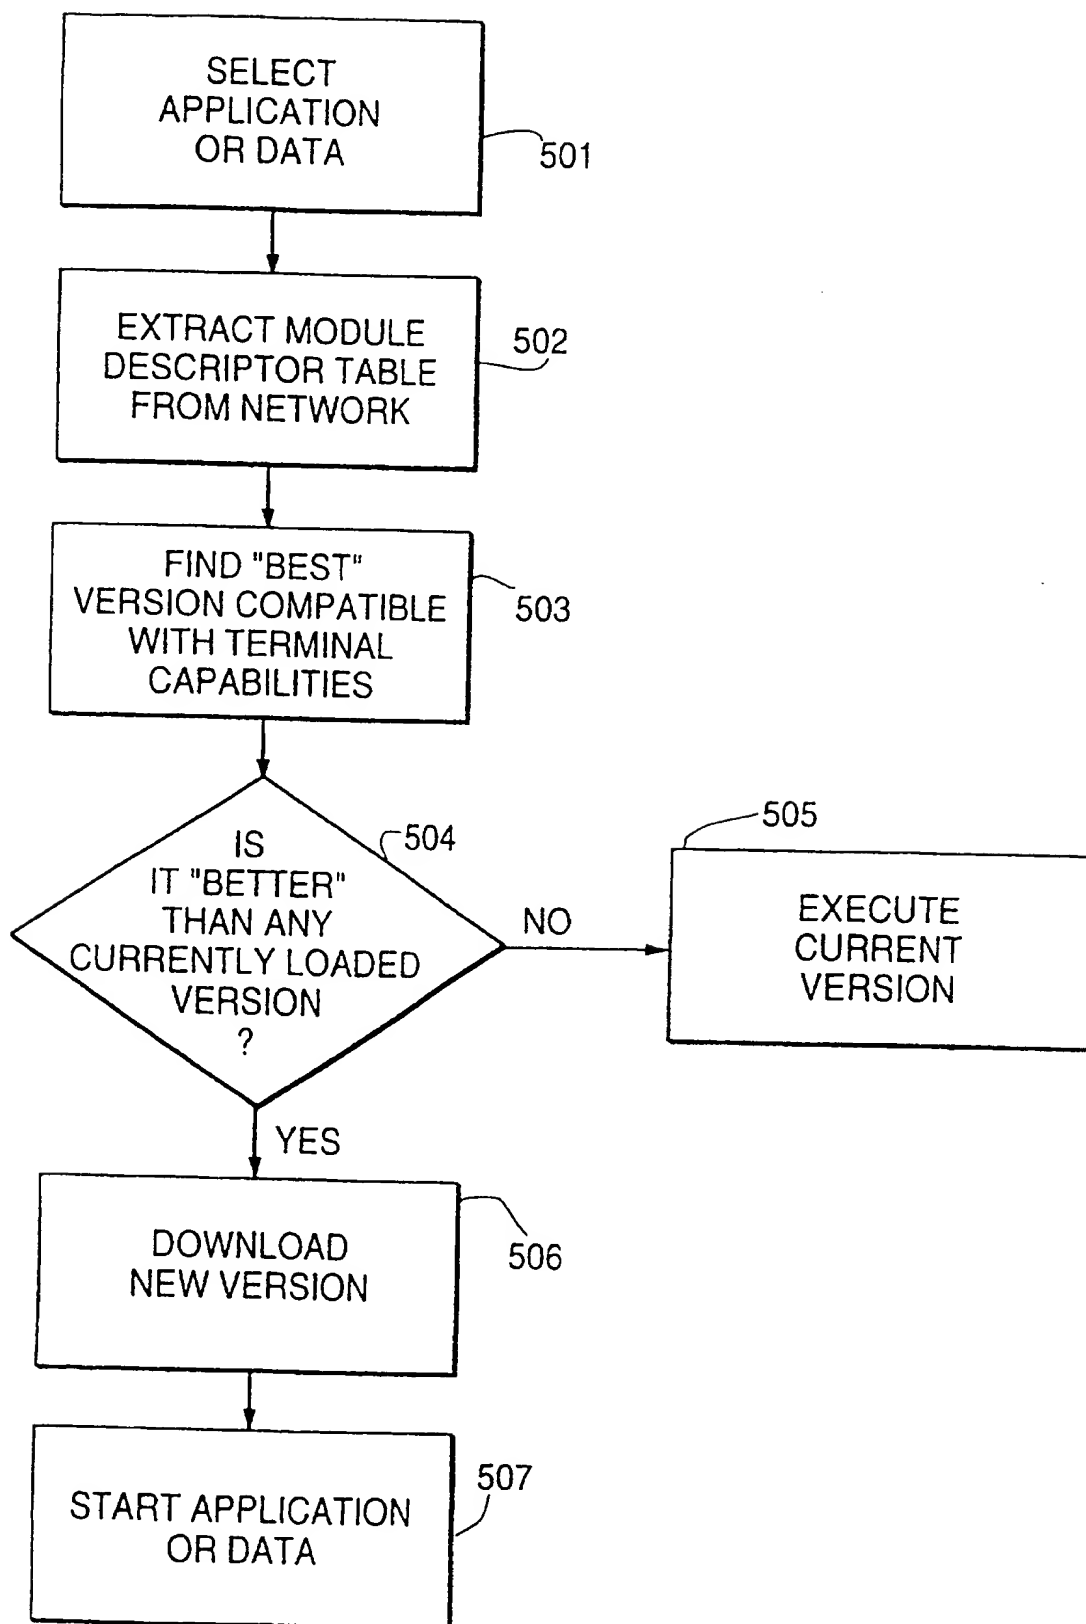 SELECT
APPLICATION
OR DATA
501
EXTRACT MODULE
DESCRIPTOR TABLE
FROM NETWORK
502
FIND "BEST"
VERSION COMPATIBLE
WITH TERMINAL
CAPABILITIES
503
IS
IT "BETTER"
THAN ANY
CURRENTLY LOADED
VERSION
?
504
NO
505
EXECUTE
CURRENT
VERSION
YES
DOWNLOAD
NEW VERSION
506
START APPLICATION
OR DATA
507